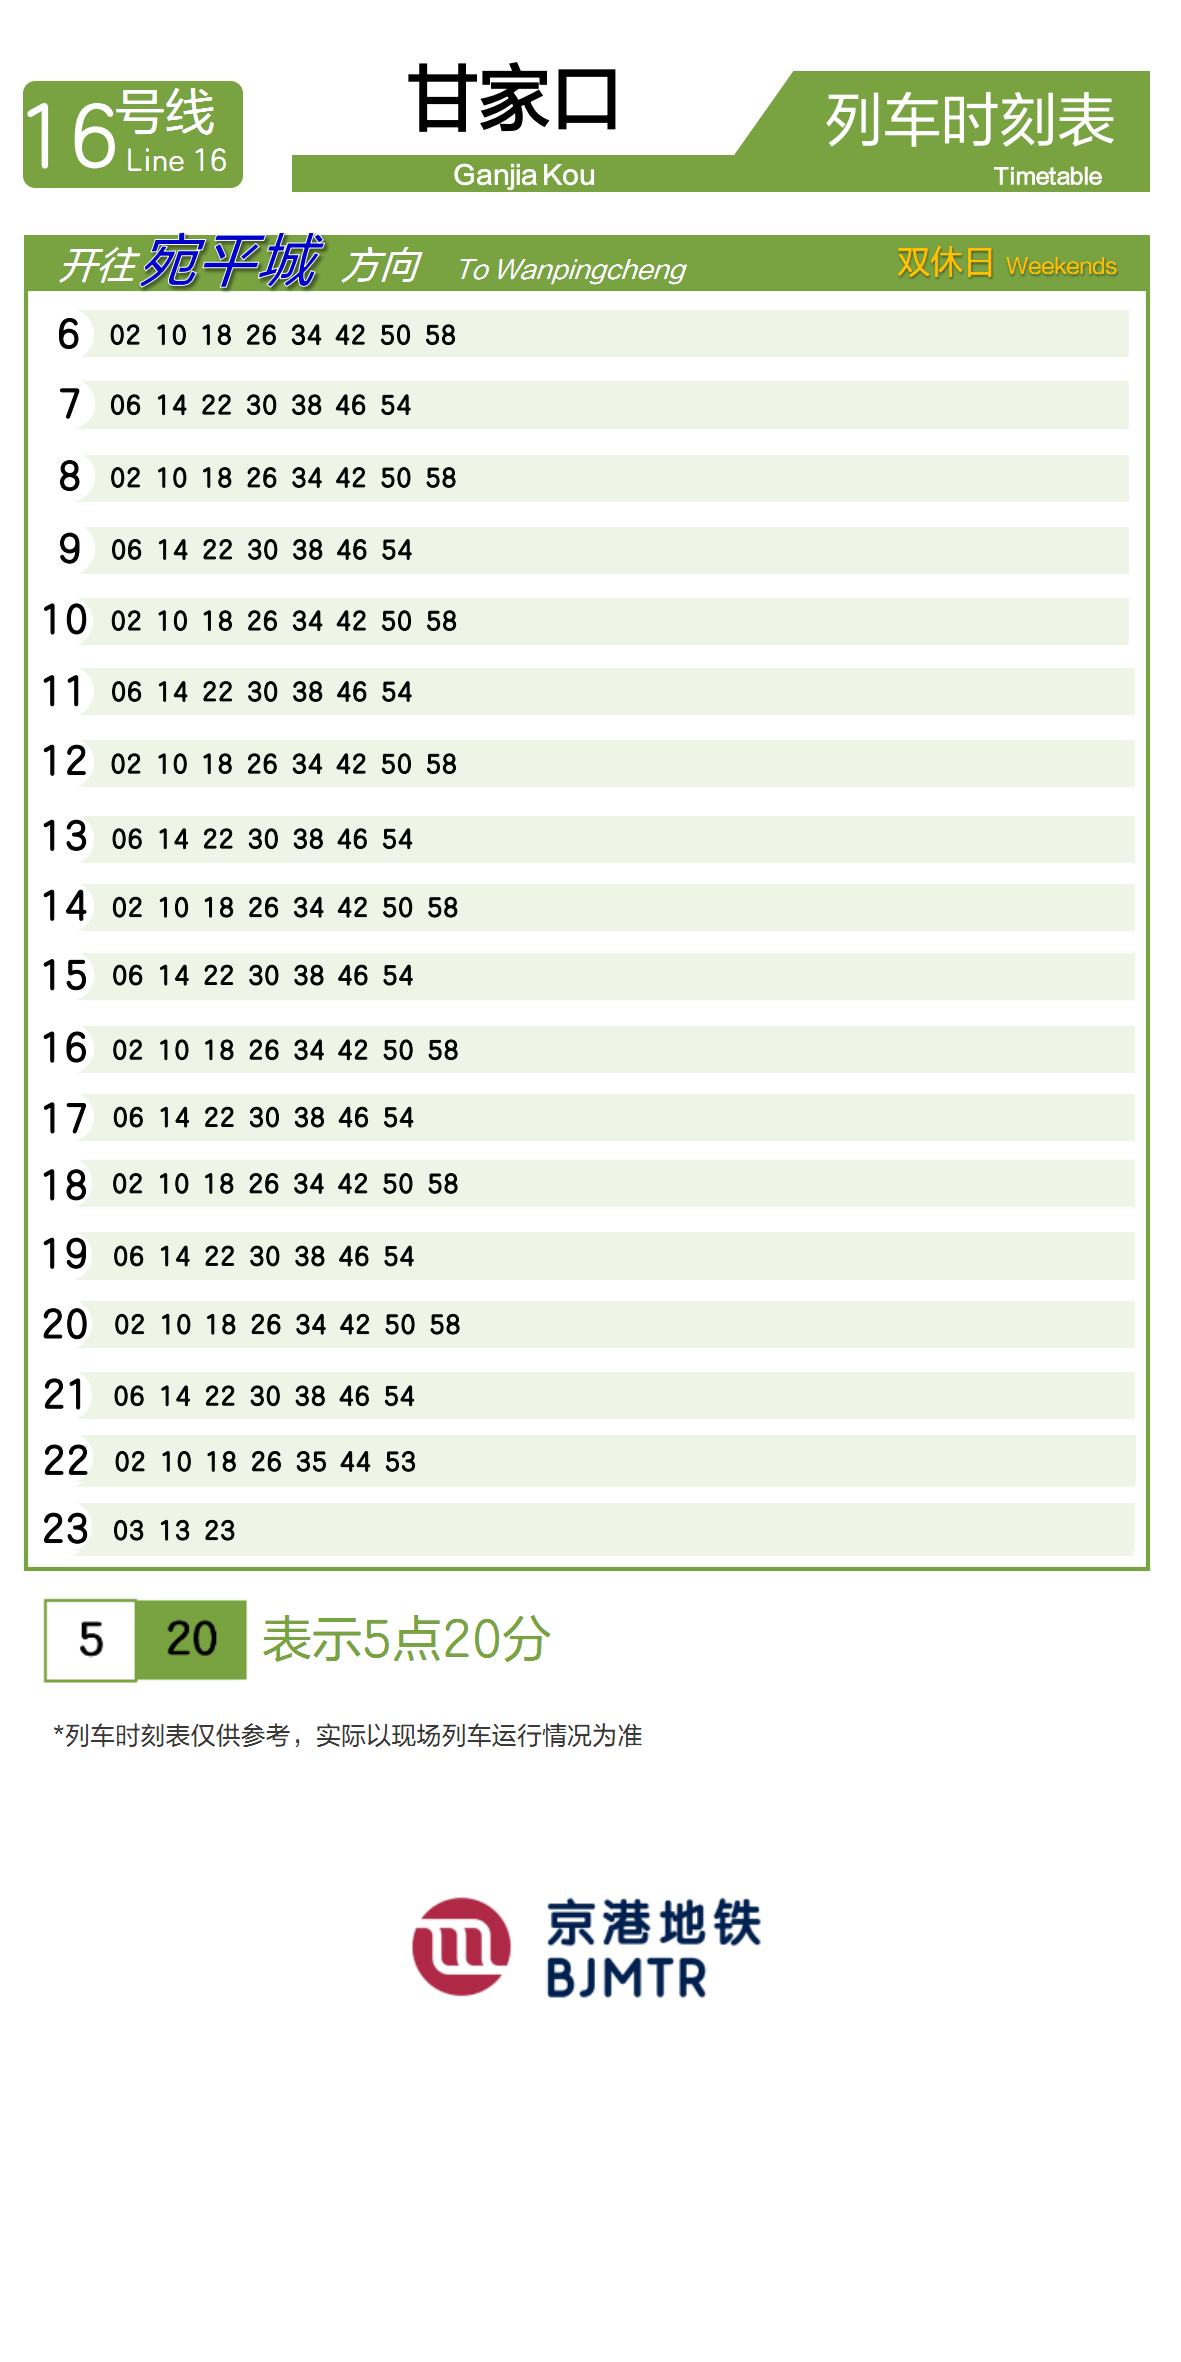 16号线
Line 16
甘家口
Ganjia Kou
列车时刻表
Timetable
开往宛平城 方向 To Wanpingcheng 双休日 Weekends
6 02 10 18 26 34 42 50 58
7 06 14 22 30 38 46 54
8 02 10 18 26 34 42 50 58
9 06 14 22 30 38 46 54
10 02 10 18 26 34 42 50 58
11 06 14 22 30 38 46 54
12 02 10 18 26 34 42 50 58
13 06 14 22 30 38 46 54
14 02 10 18 26 34 42 50 58
15 06 14 22 30 38 46 54
16 02 10 18 26 34 42 50 58
17 06 14 22 30 38 46 54
18 02 10 18 26 34 42 50 58
19 06 14 22 30 38 46 54
20 02 10 18 26 34 42 50 58
21 06 14 22 30 38 46 54
22 02 10 18 26 35 44 53
23 03 13 23
5 20 表示5点20分
*列车时刻表仅供参考，实际以现场列车运行情况为准
京港地铁
BJMTR